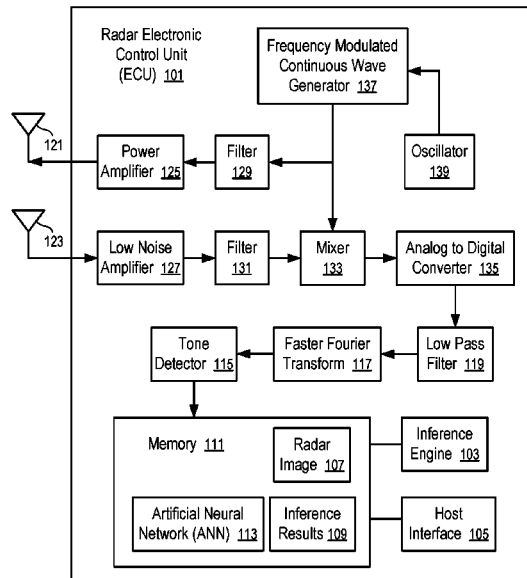 Radar Electronic
Control Unit
(ECU) 101
Frequency Modulated
Continuous Wave
Generator 137
121
Power
Amplifier 125
Filter
129
Oscillator
139
123
Low Noise
Amplifier 127
Filter
131
Mixer
133
Analog to Digital
Converter 135
Tone
Detector 115
Faster Fourier
Transform 117
Low Pass
Filter 119
Memory 111
Radar
Image 107
Inference
Engine 103
Artificial Neural
Network (ANN) 113
Inference
Results 109
Host
Interface 105